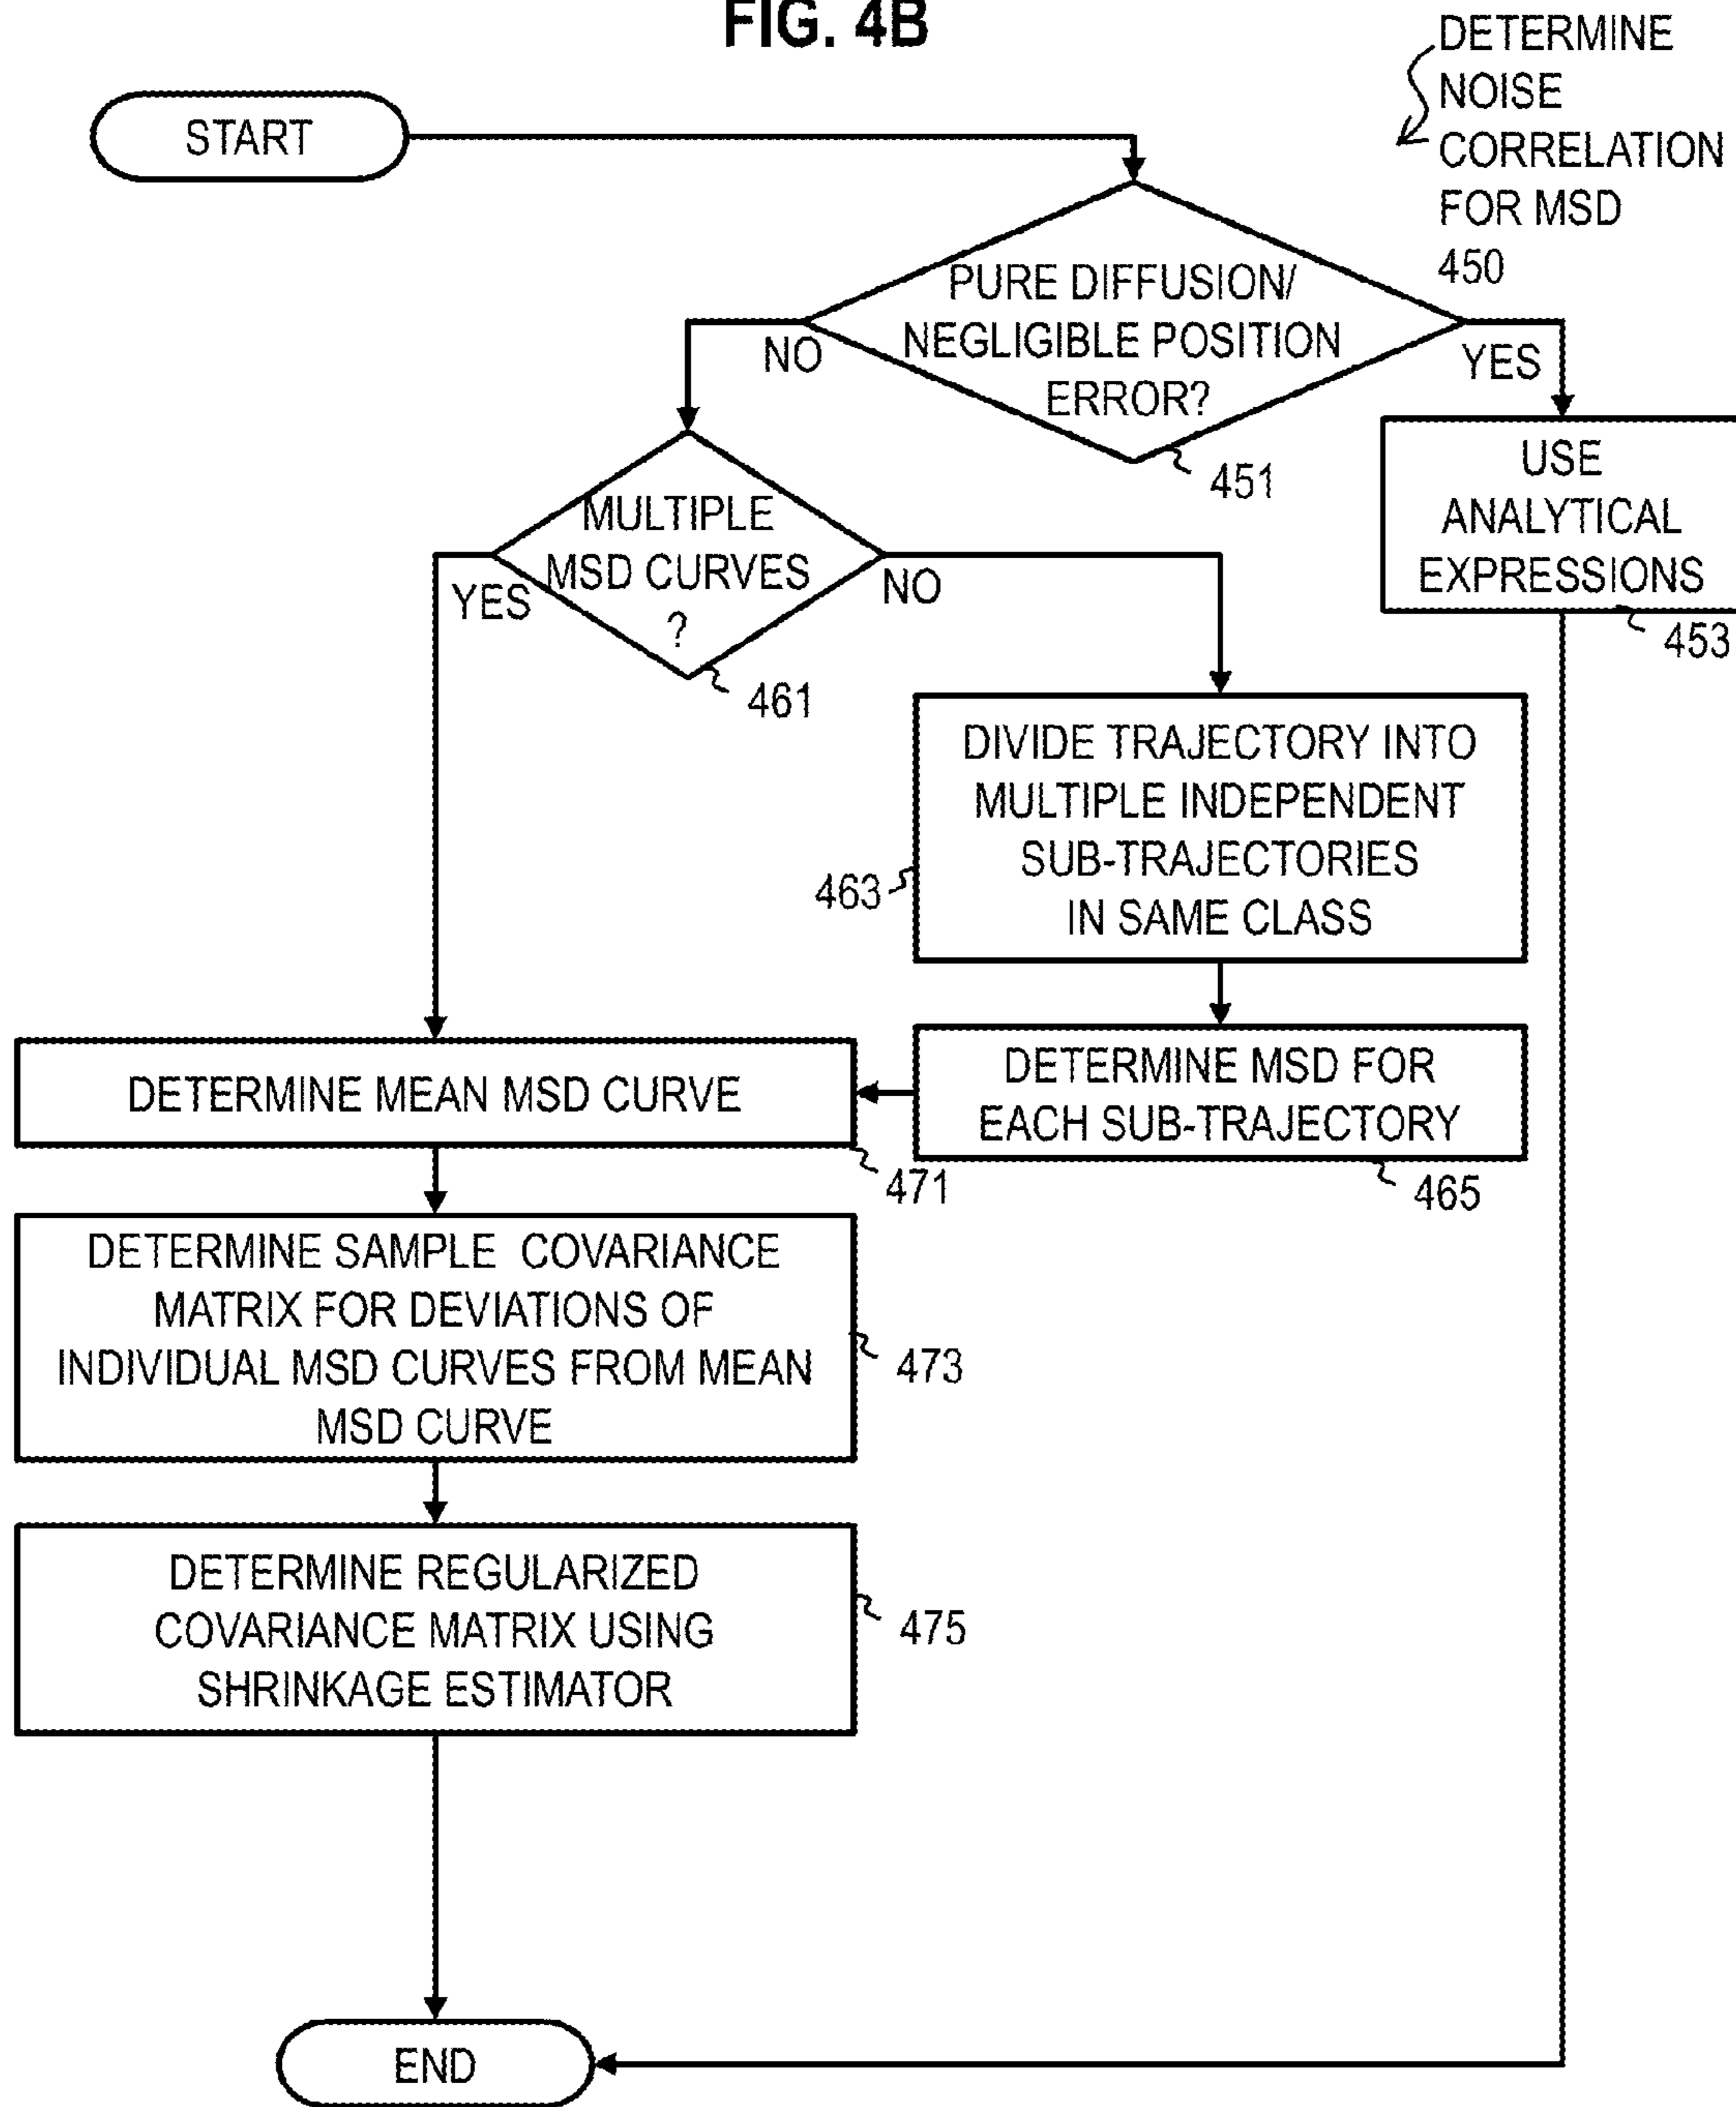 FIG. 4B
DETERMINE
NOISE
CORRELATION
FOR MSD
450
START
PURE DIFFUSION/
NEGLIGIBLE POSITION
ERROR?
NO
YES
451
USE
ANALYTICAL
EXPRESSIONS
453
MULTIPLE
MSD CURVES
?
YES
NO
461
DIVIDE TRAJECTORY INTO
MULTIPLE INDEPENDENT
SUB-TRAJECTORIES
IN SAME CLASS
463
DETERMINE MSD FOR
EACH SUB-TRAJECTORY
465
DETERMINE MEAN MSD CURVE
471
DETERMINE SAMPLE COVARIANCE
MATRIX FOR DEVIATIONS OF
INDIVIDUAL MSD CURVES FROM MEAN
MSD CURVE
473
DETERMINE REGULARIZED
COVARIANCE MATRIX USING
SHRINKAGE ESTIMATOR
475
END